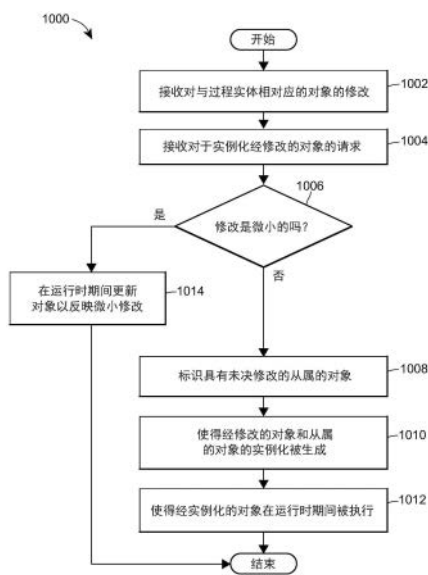 1000
开始
接收对与过程实体相对应的对象的修改
1002
接收对于实例化经修改的对象的请求
1004
1006
修改是微小的吗?
是
否
在运行时期间更新
对象以反映微小修改
1014
标识具有未决修改的从属的对象
1008
使得经修改的对象和从属
的对象的实例化被生成
1010
使得经实例化的对象在运行时期间被执行
1012
结束